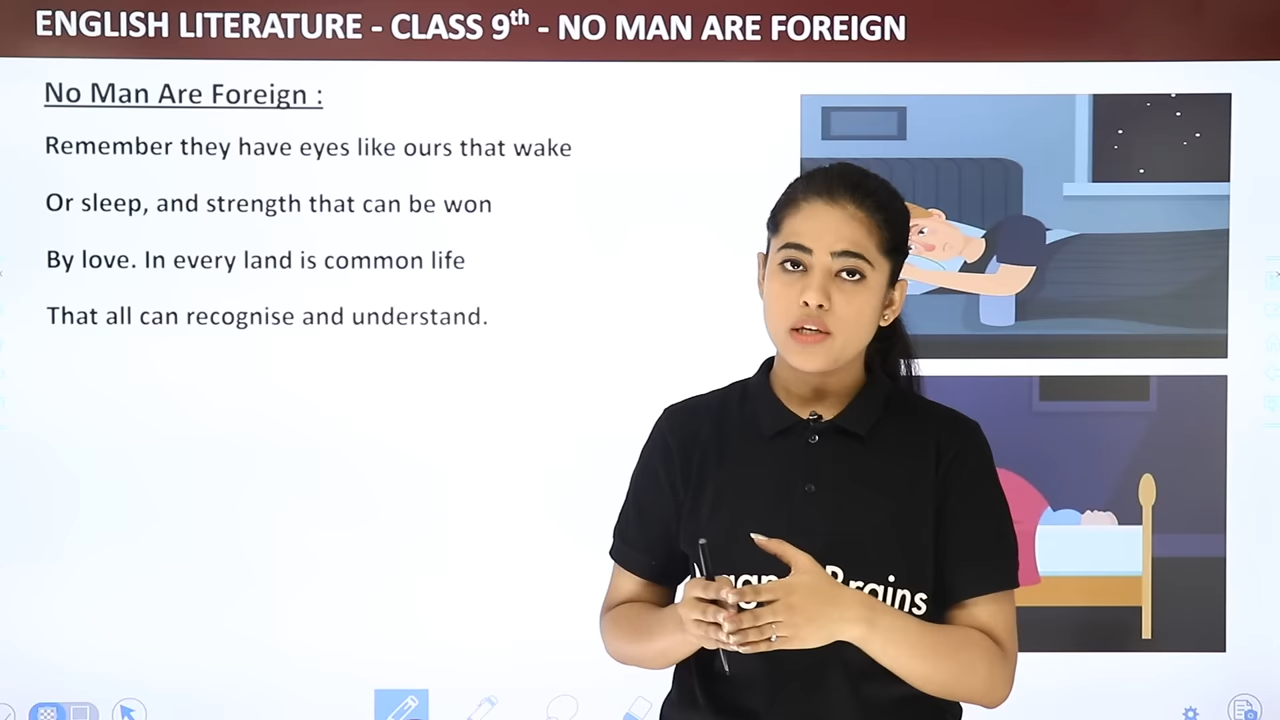 ENGLISH LITERATURE - CLASS 9th - NO MAN ARE FOREIGN
No Man Are Foreign :
Remember they have eyes like ours that wake
Or sleep, and strength that can be won
By love. In every land is common life
That all can recognise and understand.